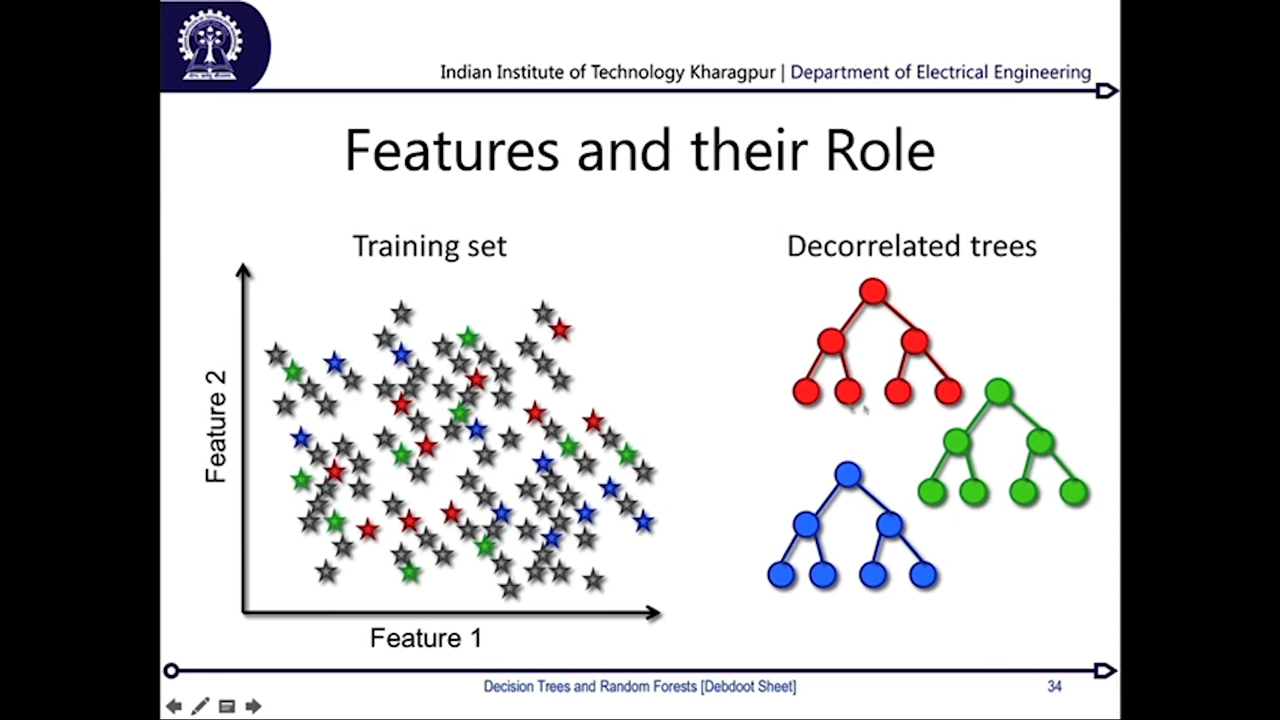 Indian Institute of Technology Kharagpur | Department of Electrical Engineering
Features and their Role
Training set
Decorrelated trees
Feature 2
Feature 1
Decision Trees and Random Forests [Debdoot Sheet]
34